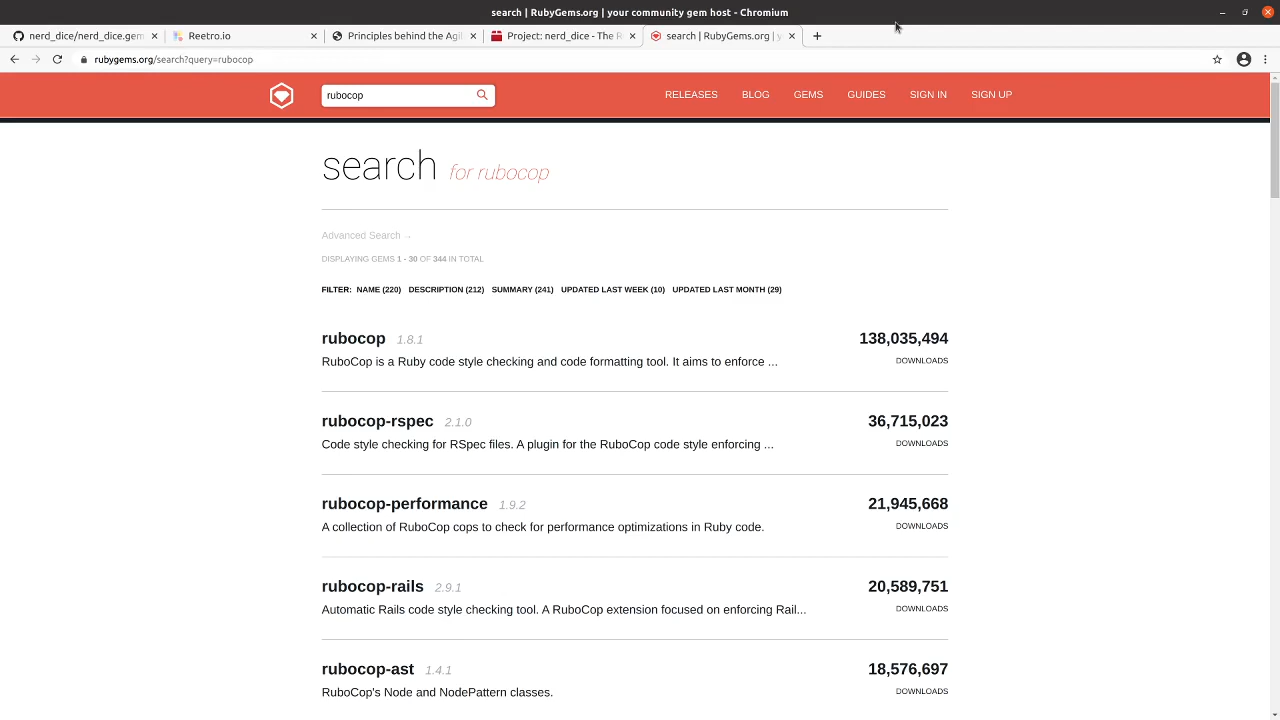 search | RubyGems.org | your community gem host - Chromium
nerd_dice/nerd_dice.gem
Reetro.io
Principles behind the Agil
Project: nerd_dice - The R
search | RubyGems.org | y
rubygems.org/search?query=rubocop
rubocop
RELEASES
BLOG
GEMS
GUIDES
SIGN IN
SIGN UP
search for rubocop
Advanced Search →
DISPLAYING GEMS 1 - 30 OF 344 IN TOTAL
FILTER: NAME (220) DESCRIPTION (212) SUMMARY (241) UPDATED LAST WEEK (10) UPDATED LAST MONTH (29)
rubocop 1.8.1
138,035,494
RuboCop is a Ruby code style checking and code formatting tool. It aims to enforce ...
DOWNLOADS
rubocop-rspec 2.1.0
36,715,023
Code style checking for RSpec files. A plugin for the RuboCop code style enforcing ...
DOWNLOADS
rubocop-performance 1.9.2
21,945,668
A collection of RuboCop cops to check for performance optimizations in Ruby code.
DOWNLOADS
rubocop-rails 2.9.1
20,589,751
Automatic Rails code style checking tool. A RuboCop extension focused on enforcing Rail...
DOWNLOADS
rubocop-ast 1.4.1
18,576,697
RuboCop's Node and NodePattern classes.
DOWNLOADS